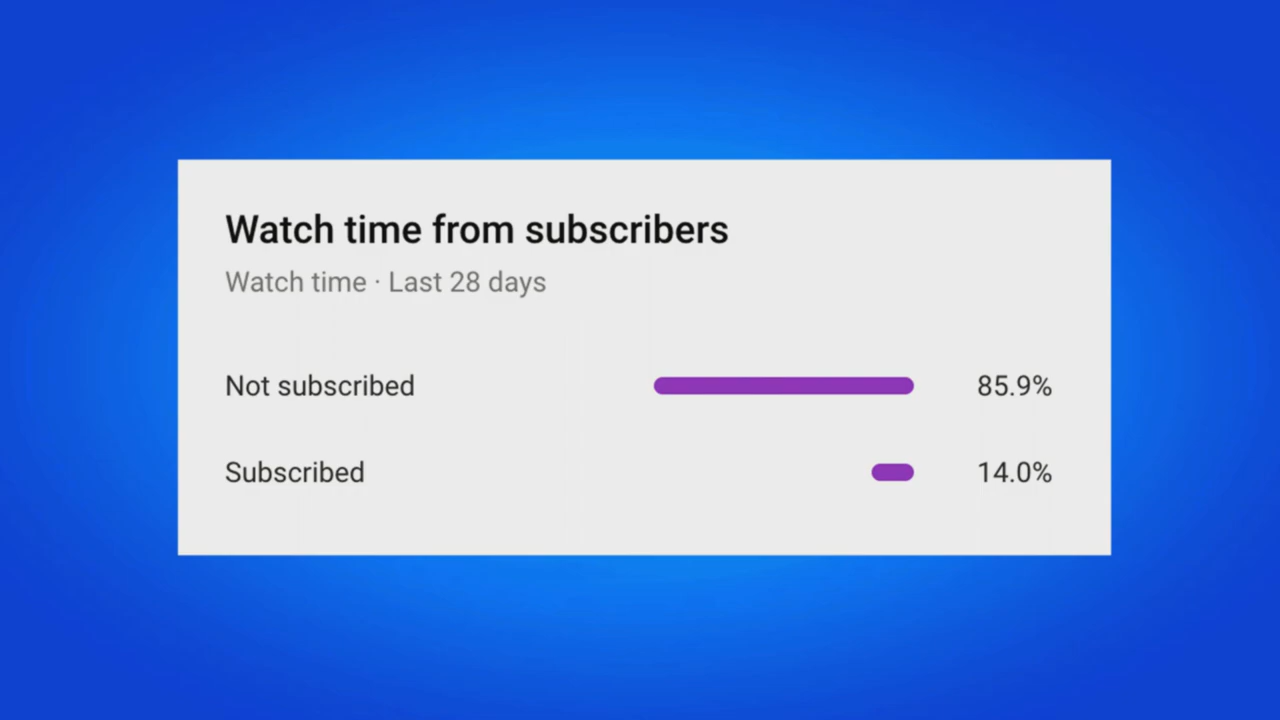 Watch time from subscribers
Watch time · Last 28 days
Not subscribed 85.9%
Subscribed 14.0%